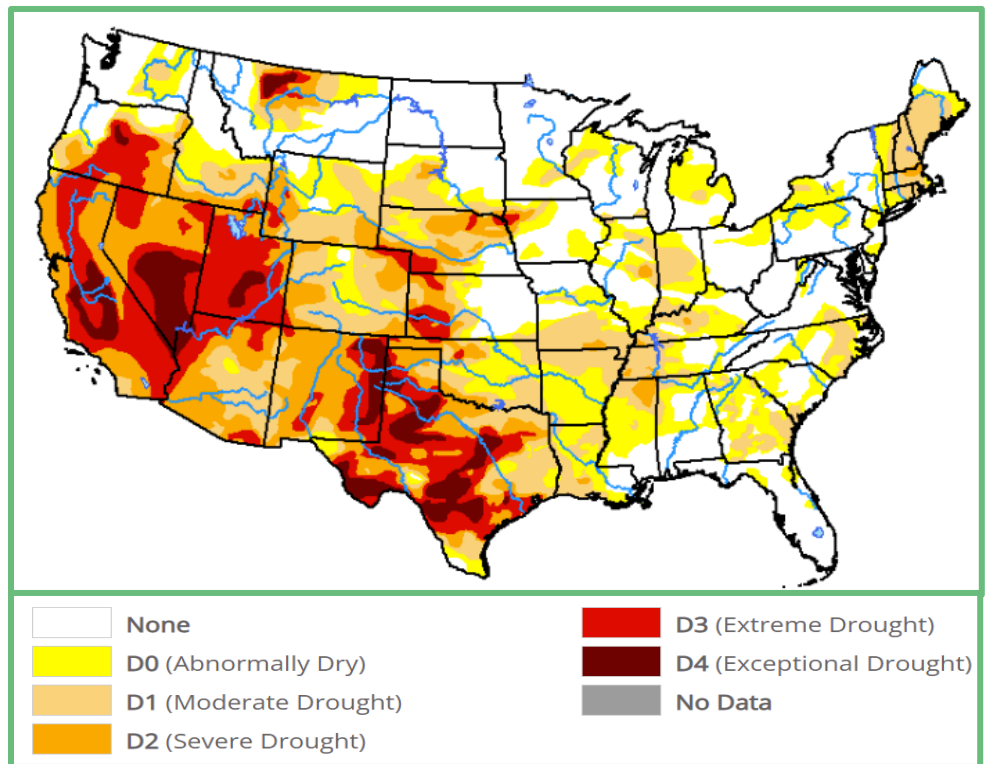 None
D0 (Abnormally Dry)
D1 (Moderate Drought)
D2 (Severe Drought)
D3 (Extreme Drought)
D4 (Exceptional Drought)
No Data